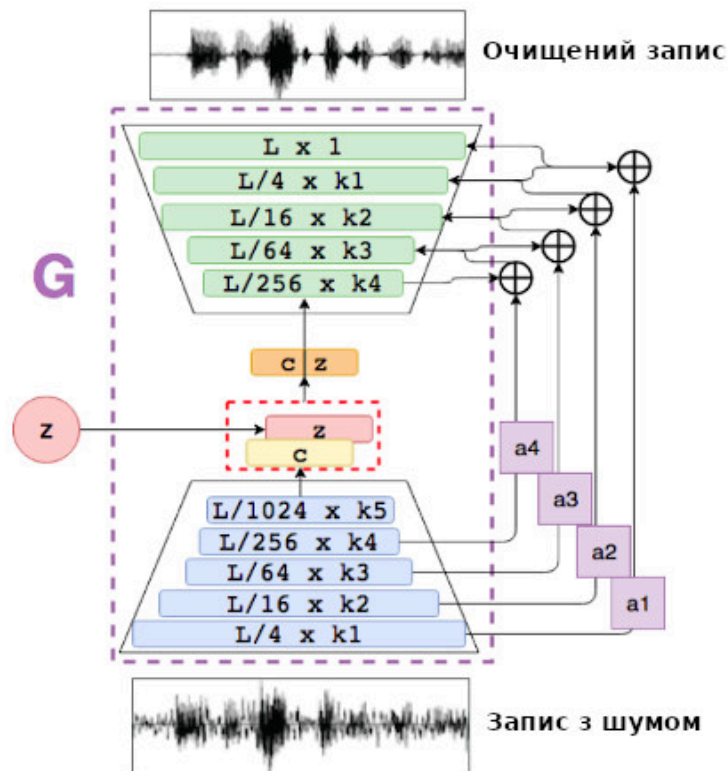 Очищений запис
L x 1
L/4 x k1
L/16 x k2
L/64 x k3
L/256 x k4
G
c z
z
z
c
a4
a3
a2
a1
L/1024 x k5
L/256 x k4
L/64 x k3
L/16 x k2
L/4 x k1
Запис з шумом